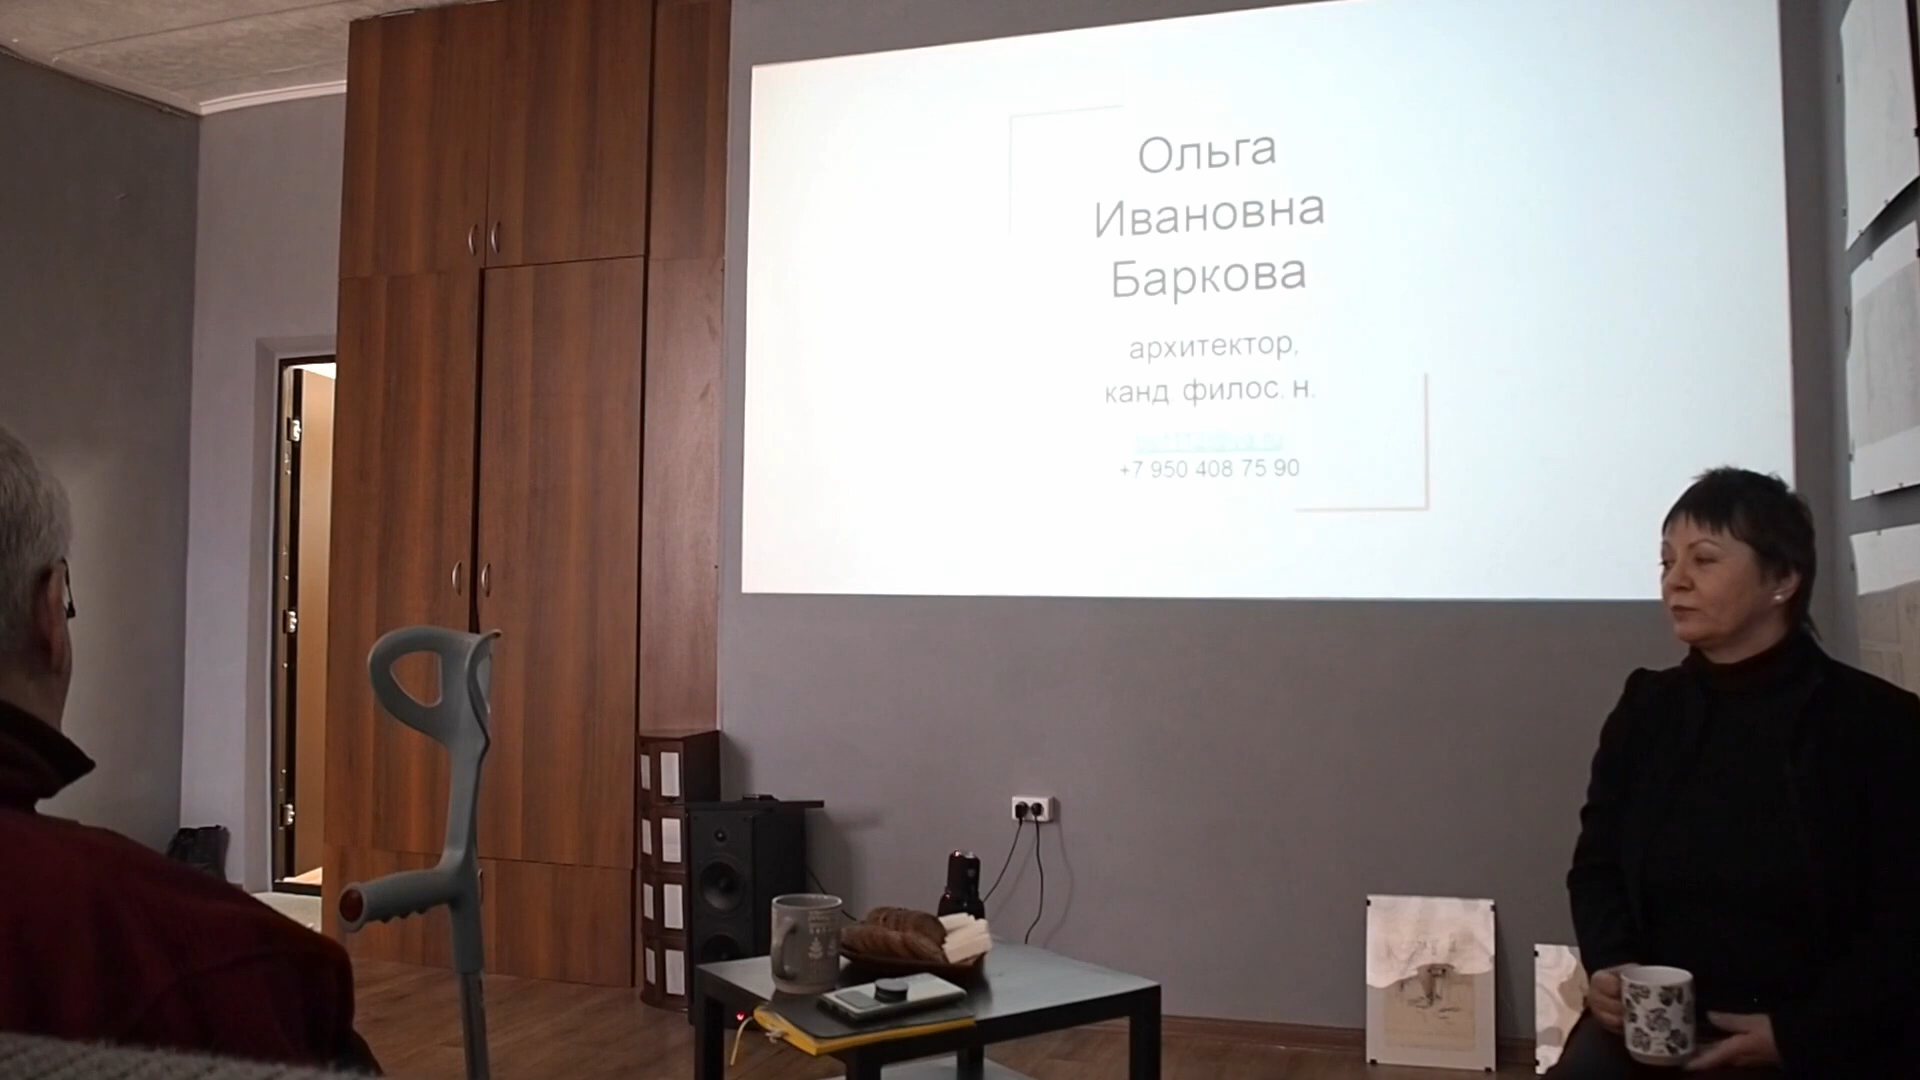 Ольга
Ивановна
Баркова
архитектор,
канд. филос. н.
+7 950 408 75 90